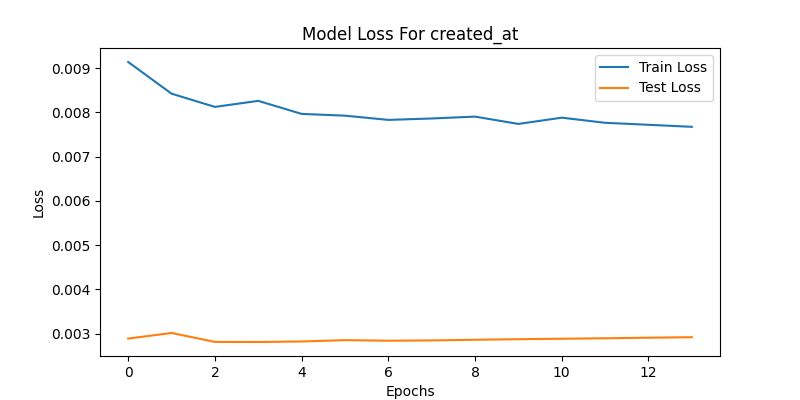 Model Loss For created_at
Train Loss
Test Loss
0.009
0.008
0.007
0.006
0.005
0.004
0.003
Loss
0 2 4 6 8 10 12
Epochs